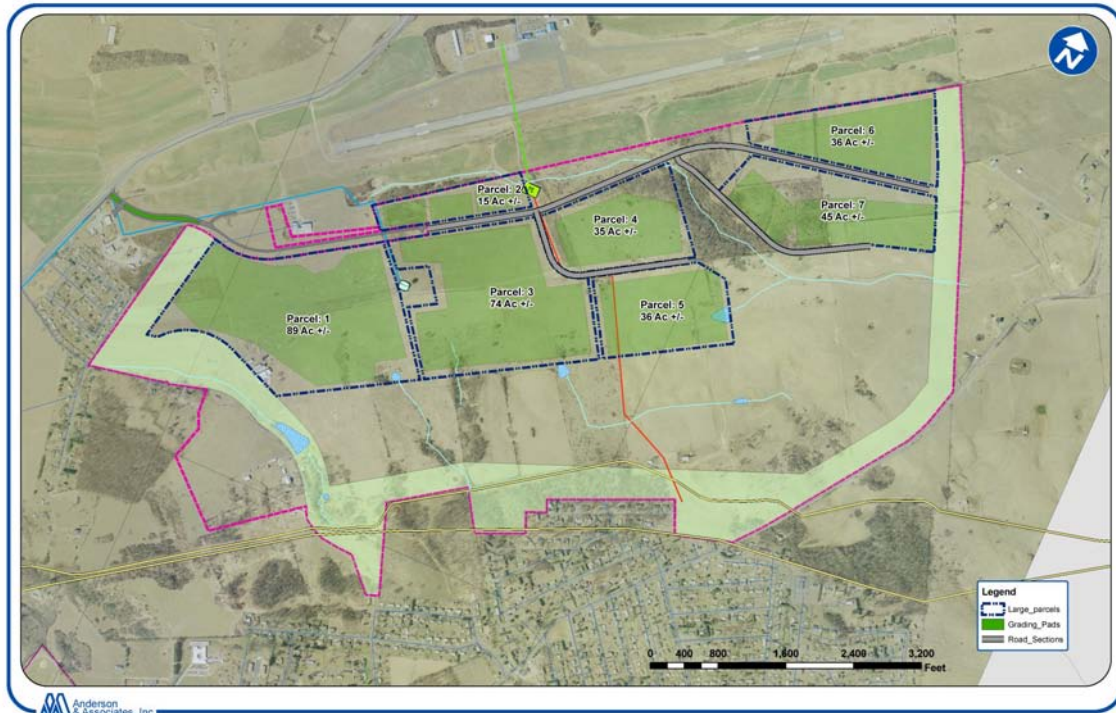 N
Parcel: 6
36 Ac +/-
Parcel: 2
15 Ac +/-
Parcel: 7
45 Ac +/-
Parcel: 4
35 Ac +/-
Parcel: 3
74 Ac +/-
Parcel: 5
36 Ac +/-
Parcel: 1
89 Ac +/-
Legend
Large_parcels
Grading_Pads
Road_Sections
0 400 800 1,600 2,400 3,200
Feet
Anderson
& Associates, Inc.